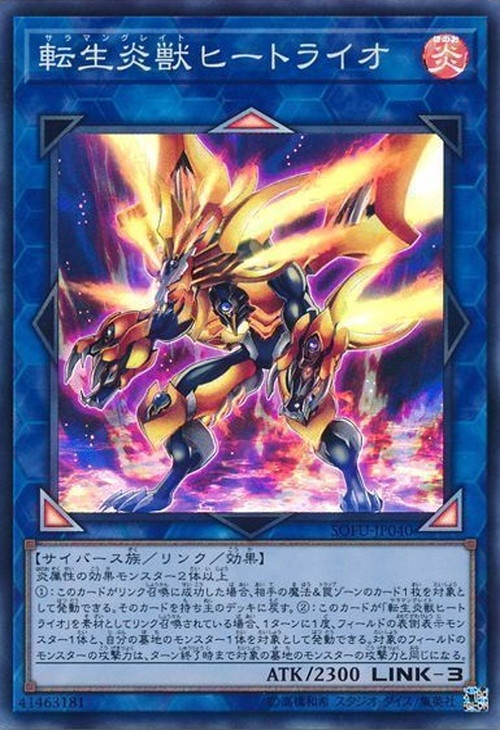 サラマングレイト
転生炎獣ヒートライオ
ほのお
炎
SOFU-JP040
【サイバース族／リンク／効果】
炎属性の効果モンスター２体以上
①：このカードがリンク召喚に成功した場合、相手の魔法＆罠ゾーンのカード1枚を対象と
して発動できる。そのカードを持ち主のデッキに戻す。②：このカードが「転生炎獣ヒート
ライオ」を素材としてリンク召喚されている場合、1ターンに1度、フィールドの表側表示モ
ンスター1体と、自分の墓地のモンスター1体を対象として発動できる。対象のフィールドの
モンスターの攻撃力は、ターン終了時まで対象の墓地のモンスターの攻撃力と同じになる。
ATK/2300 LINK-3
41463181
©高橋和希 スタジオ・ダイス/集英社